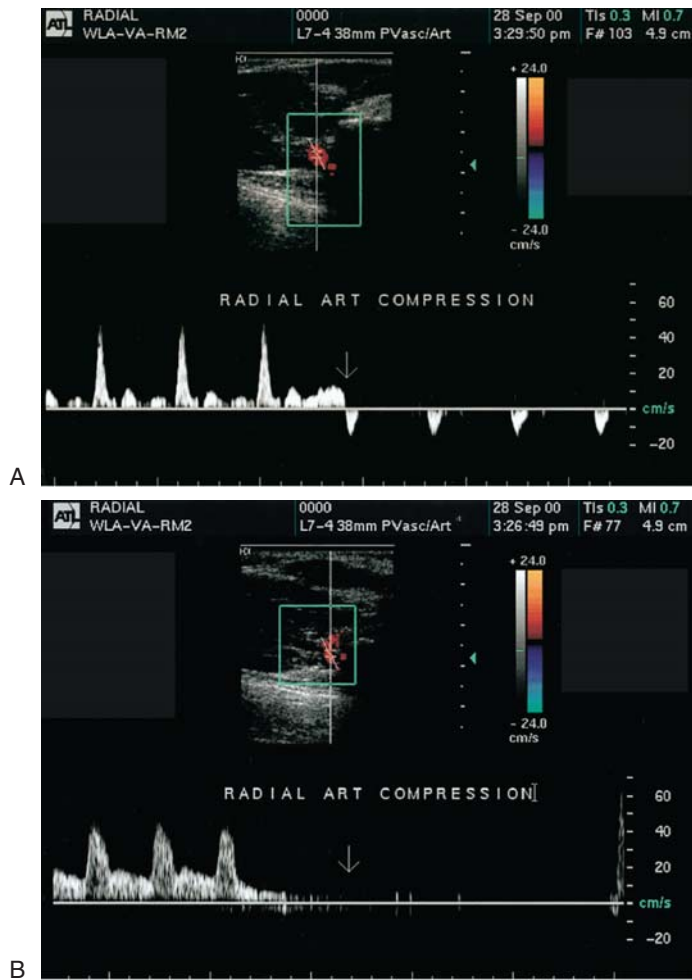 ATL
RADIAL
WLA-VA-RM2
0000
L7-4 38mm PVasc/Art
28 Sep 00
3:29:50 pm
TIs 0.3 MI 0.7
F# 103 4.9 cm
+ 24.0
- 24.0
cm/s
RADIAL ART COMPRESSION
60
40
20
cm/s
-20
A
ATL
RADIAL
WLA-VA-RM2
0000
L7-4 38mm PVasc/Art
28 Sep 00
3:26:49 pm
TIs 0.3 MI 0.7
F# 77 4.9 cm
+ 24.0
- 24.0
cm/s
RADIAL ART COMPRESSION
60
40
20
cm/s
-20
B